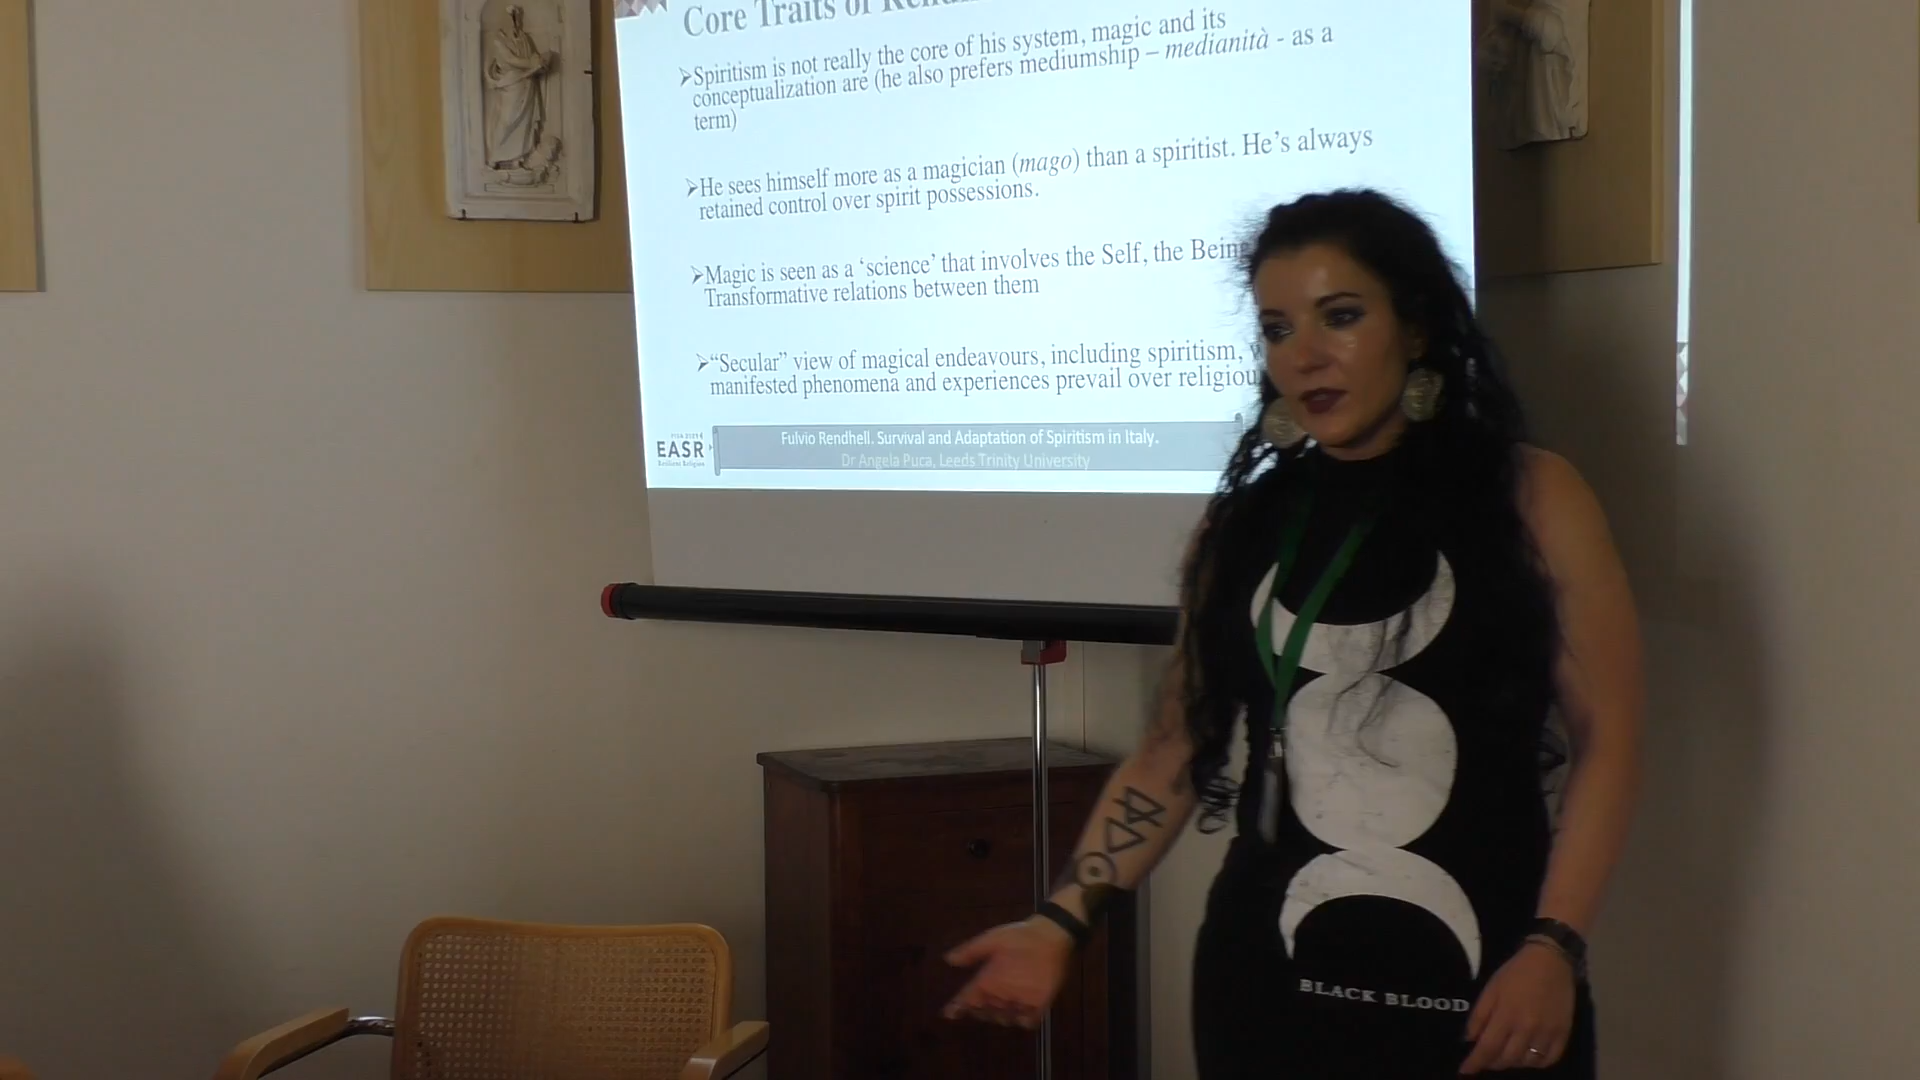 Core Traits of
➢Spiritism is not really the core of his system, magic and its
conceptualization are (he also prefers mediumship – medianità - as a
term)
➢He sees himself more as a magician (mago) than a spiritist. He’s always
retained control over spirit possessions.
➢Magic is seen as a ‘science’ that involves the Self, the Being
Transformative relations between them
➢“Secular” view of magical endeavours, including spiritism,
manifested phenomena and experiences prevail over
EASR
Resilient Religion
Fulvio Rendhell. Survival and Adaptation of Spiritism in Italy.
Dr Angela Puca, Leeds Trinity University
BLACK BLOOD